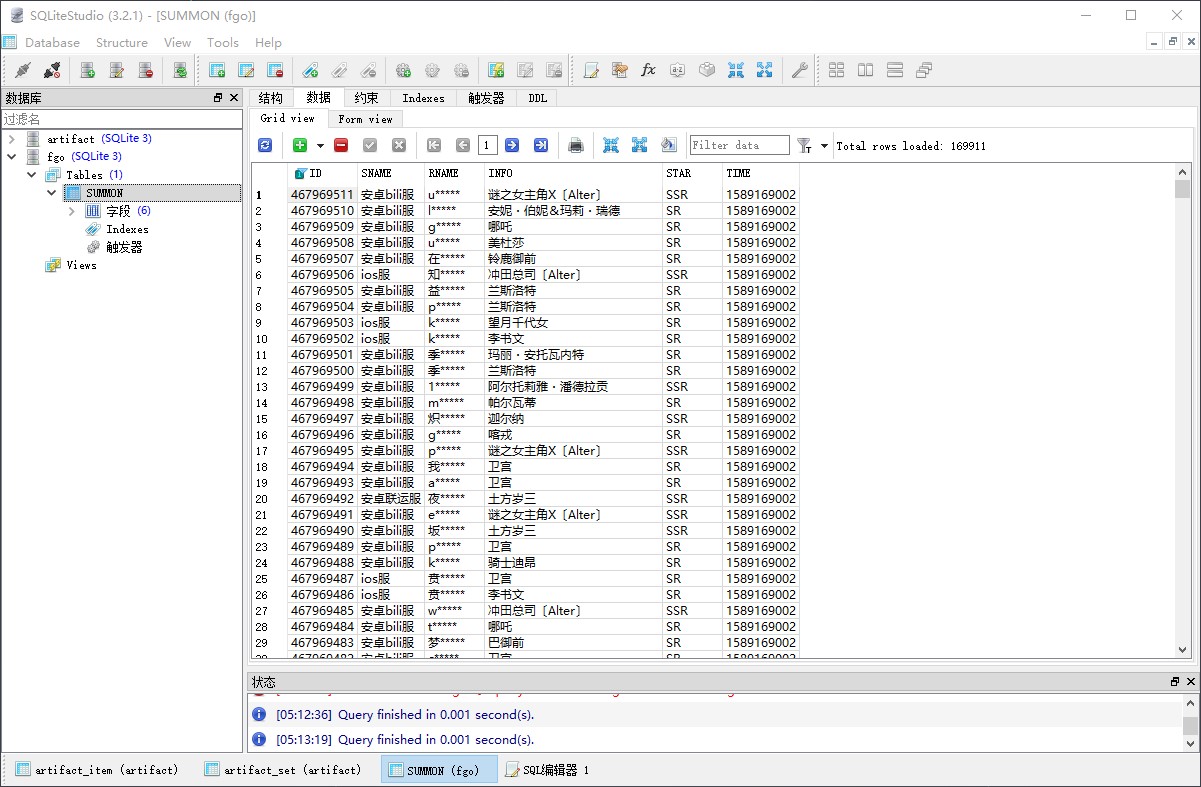 SQLiteStudio (3.2.1) - [SUMMON (fgo)]
Database Structure View Tools Help
数据库
过滤名
artifact (SQLite 3)
fgo (SQLite 3)
Tables (1)
SUMMON
字段 (6)
Indexes
触发器
Views
结构 数据 约束 Indexes 触发器 DDL
Grid view Form view
1 Filter data Total rows loaded: 169911
ID SNAME RNAME INFO STAR TIME
1 467969511 安卓bili服 u***** 谜之女主角X〔Alter〕 SSR 1589169002
2 467969510 安卓bili服 l***** 安妮·伯妮&玛莉·瑞德 SR 1589169002
3 467969509 安卓bili服 g***** 哪吒 SR 1589169002
4 467969508 安卓bili服 u***** 美杜莎 SR 1589169002
5 467969507 安卓bili服 在***** 铃鹿御前 SR 1589169002
6 467969506 ios服 知***** 冲田总司〔Alter〕 SSR 1589169002
7 467969505 安卓bili服 益***** 兰斯洛特 SR 1589169002
8 467969504 安卓bili服 p***** 兰斯洛特 SR 1589169002
9 467969503 ios服 k***** 望月千代女 SR 1589169002
10 467969502 ios服 k***** 李书文 SR 1589169002
11 467969501 安卓bili服 季***** 玛丽·安托瓦内特 SR 1589169002
12 467969500 安卓bili服 季***** 兰斯洛特 SR 1589169002
13 467969499 安卓bili服 1***** 阿尔托莉雅·潘德拉贡 SSR 1589169002
14 467969498 安卓bili服 m***** 帕尔瓦蒂 SR 1589169002
15 467969497 安卓bili服 炽***** 迦尔纳 SSR 1589169002
16 467969496 安卓bili服 g***** 喀戎 SR 1589169002
17 467969495 安卓bili服 p***** 谜之女主角X〔Alter〕 SSR 1589169002
18 467969494 安卓bili服 我***** 卫宫 SR 1589169002
19 467969493 安卓bili服 a***** 卫宫 SR 1589169002
20 467969492 安卓联运服 夜***** 土方岁三 SSR 1589169002
21 467969491 安卓bili服 e***** 谜之女主角X〔Alter〕 SSR 1589169002
22 467969490 安卓bili服 坂***** 土方岁三 SSR 1589169002
23 467969489 安卓bili服 p***** 卫宫 SR 1589169002
24 467969488 安卓bili服 k***** 骑士迪昂 SR 1589169002
25 467969487 ios服 贲***** 卫宫 SR 1589169002
26 467969486 ios服 贲***** 李书文 SR 1589169002
27 467969485 安卓bili服 w***** 冲田总司〔Alter〕 SSR 1589169002
28 467969484 安卓bili服 t***** 哪吒 SR 1589169002
29 467969483 安卓bili服 梦***** 巴御前 SR 1589169002
状态
[05:12:36] Query finished in 0.001 second(s).
[05:13:19] Query finished in 0.001 second(s).
artifact_item (artifact) artifact_set (artifact) SUMMON (fgo) SQL编辑器 1